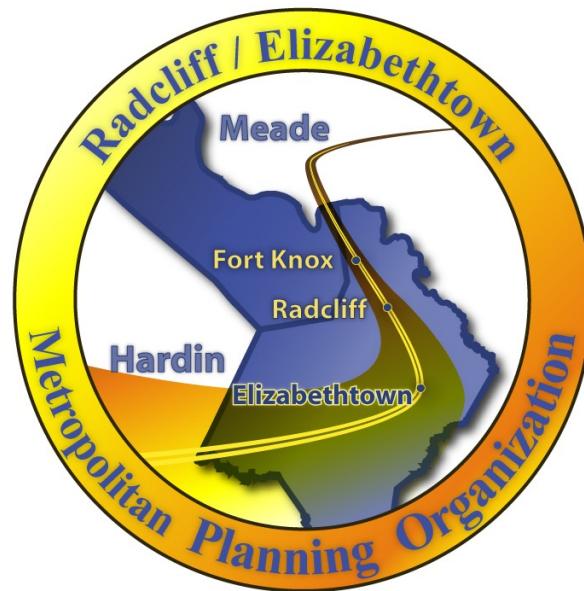 Radcliff / Elizabethtown
Meade
Fort Knox
Radcliff
Hardin
Elizabethtown
Metropolitan Planning Organization